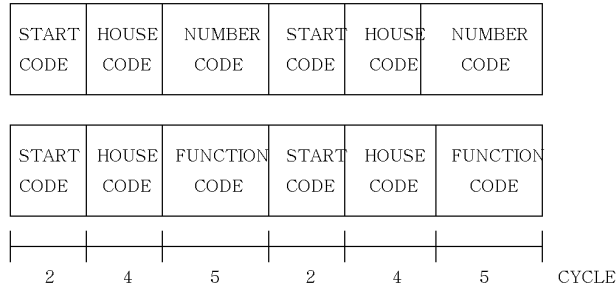 START HOUSE NUMBER START HOUSE NUMBER
CODE CODE CODE CODE CODE CODE
START HOUSE FUNCTION START HOUSE FUNCTION
CODE CODE CODE CODE CODE CODE
2 4 5 2 4 5 CYCLE